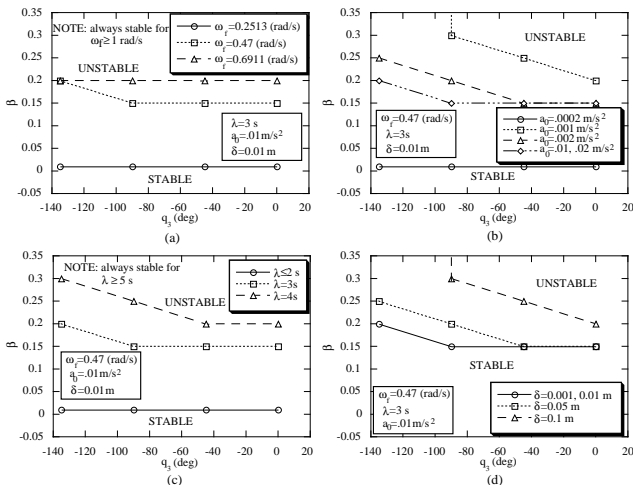 0.35
0.3
0.25
0.2
0.15
0.1
0.05
0
-0.05
β
NOTE: always stable for
ω_f≥1 rad/s
UNSTABLE
ω_f=0.2513 (rad/s)
ω_f=0.47 (rad/s)
ω_f=0.6911 (rad/s)
λ=3 s
a_0=.01m/s²
δ=0.01m
STABLE
-140 -120 -100 -80 -60 -40 -20 0 20
q_3 (deg)
(a)
0.35
0.3
0.25
0.2
0.15
0.1
0.05
0
-0.05
β
UNSTABLE
ω_f=0.47 (rad/s)
λ=3s
δ=0.01m
a_0=.0002 m/s²
a_0=.001 m/s²
a_0=.002 m/s²
a_0=.01, .02 m/s²
STABLE
-140 -120 -100 -80 -60 -40 -20 0 20
q_3 (deg)
(b)
0.35
0.3
0.25
0.2
0.15
0.1
0.05
0
-0.05
β
NOTE: always stable for
λ≥5 s
UNSTABLE
λ≤2 s
λ=3s
λ=4s
ω_f=0.47 (rad/s)
a_0=.01m/s²
δ=0.01m
STABLE
-140 -120 -100 -80 -60 -40 -20 0 20
q_3 (deg)
(c)
0.35
0.3
0.25
0.2
0.15
0.1
0.05
0
-0.05
β
UNSTABLE
STABLE
ω_f=0.47 (rad/s)
λ=3 s
a_0=.01m/s²
δ=0.001, 0.01 m
δ=0.05 m
δ=0.1 m
-140 -120 -100 -80 -60 -40 -20 0 20
q_3 (deg)
(d)